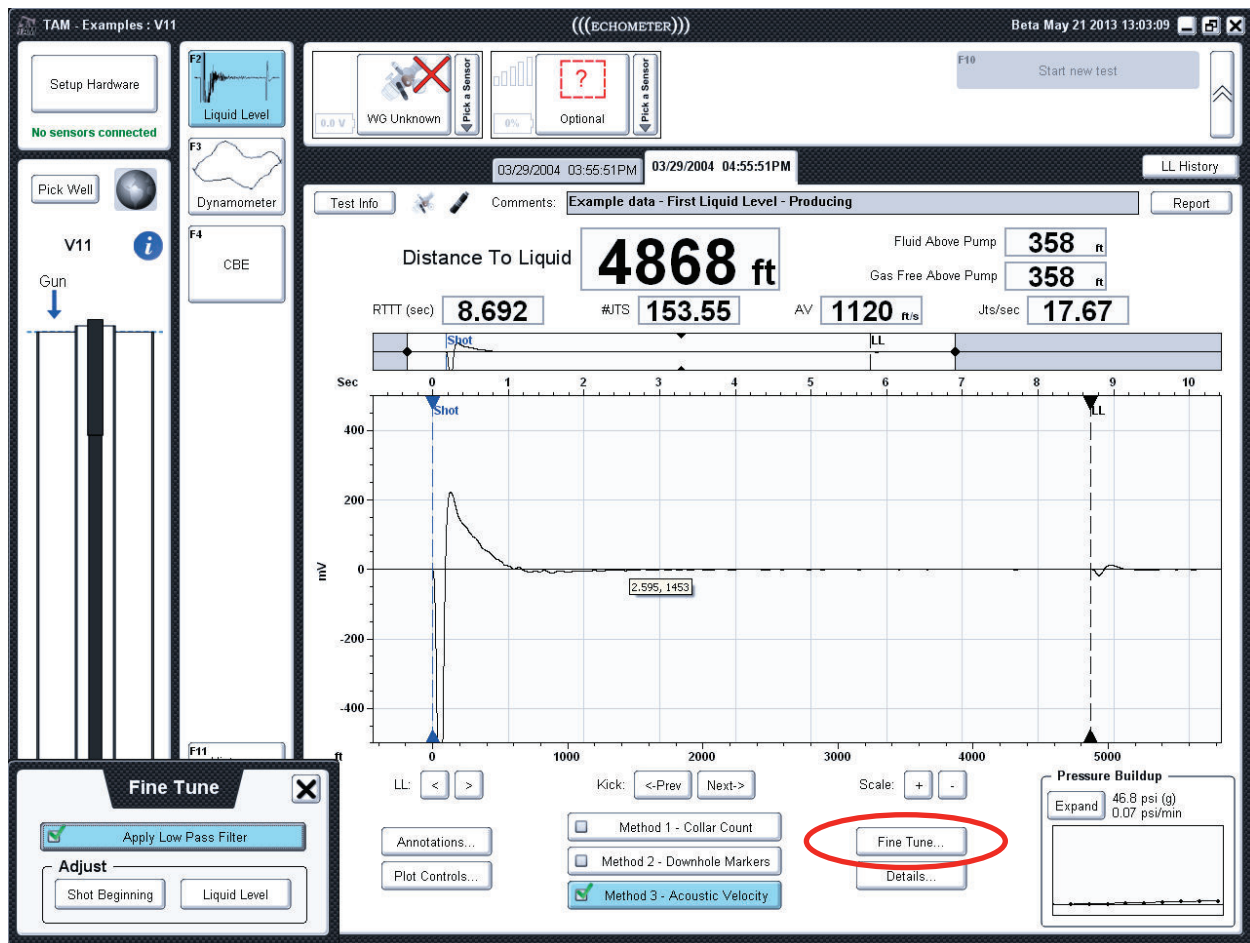 TAM - Examples : V11
(((ECHOMETER)))
Beta May 21 2013 13:03:09
Setup Hardware
No sensors connected
F2
Liquid Level
F3
Dynamometer
F4
CBE
F11
0.0 V
WG Unknown
Pick a Sensor
?
0%
Optional
Pick a Sensor
F10
Start new test
Pick Well
V11
i
Gun
03/29/2004 03:55:51PM
03/29/2004 04:55:51PM
LL History
Test Info
Comments:
Example data - First Liquid Level - Producing
Report
Distance To Liquid 4868 ft
Fluid Above Pump 358 ft
Gas Free Above Pump 358 ft
RTTT (sec) 8.692
#JTS 153.55
AV 1120 ft/s
Jts/sec 17.67
Shot
LL
Sec 0 1 2 3 4 5 6 7 8 9 10
Shot
LL
400
200
mV
0
2.595, 1453
-200
-400
ft 0 1000 2000 3000 4000 5000
LL: < >
Kick: <-Prev Next->
Scale: + -
Annotations...
Plot Controls...
Method 1 - Collar Count
Method 2 - Downhole Markers
Method 3 - Acoustic Velocity
Fine Tune...
Details...
Pressure Buildup
Expand
46.8 psi (g)
0.07 psi/min
Fine Tune
Apply Low Pass Filter
Adjust
Shot Beginning
Liquid Level